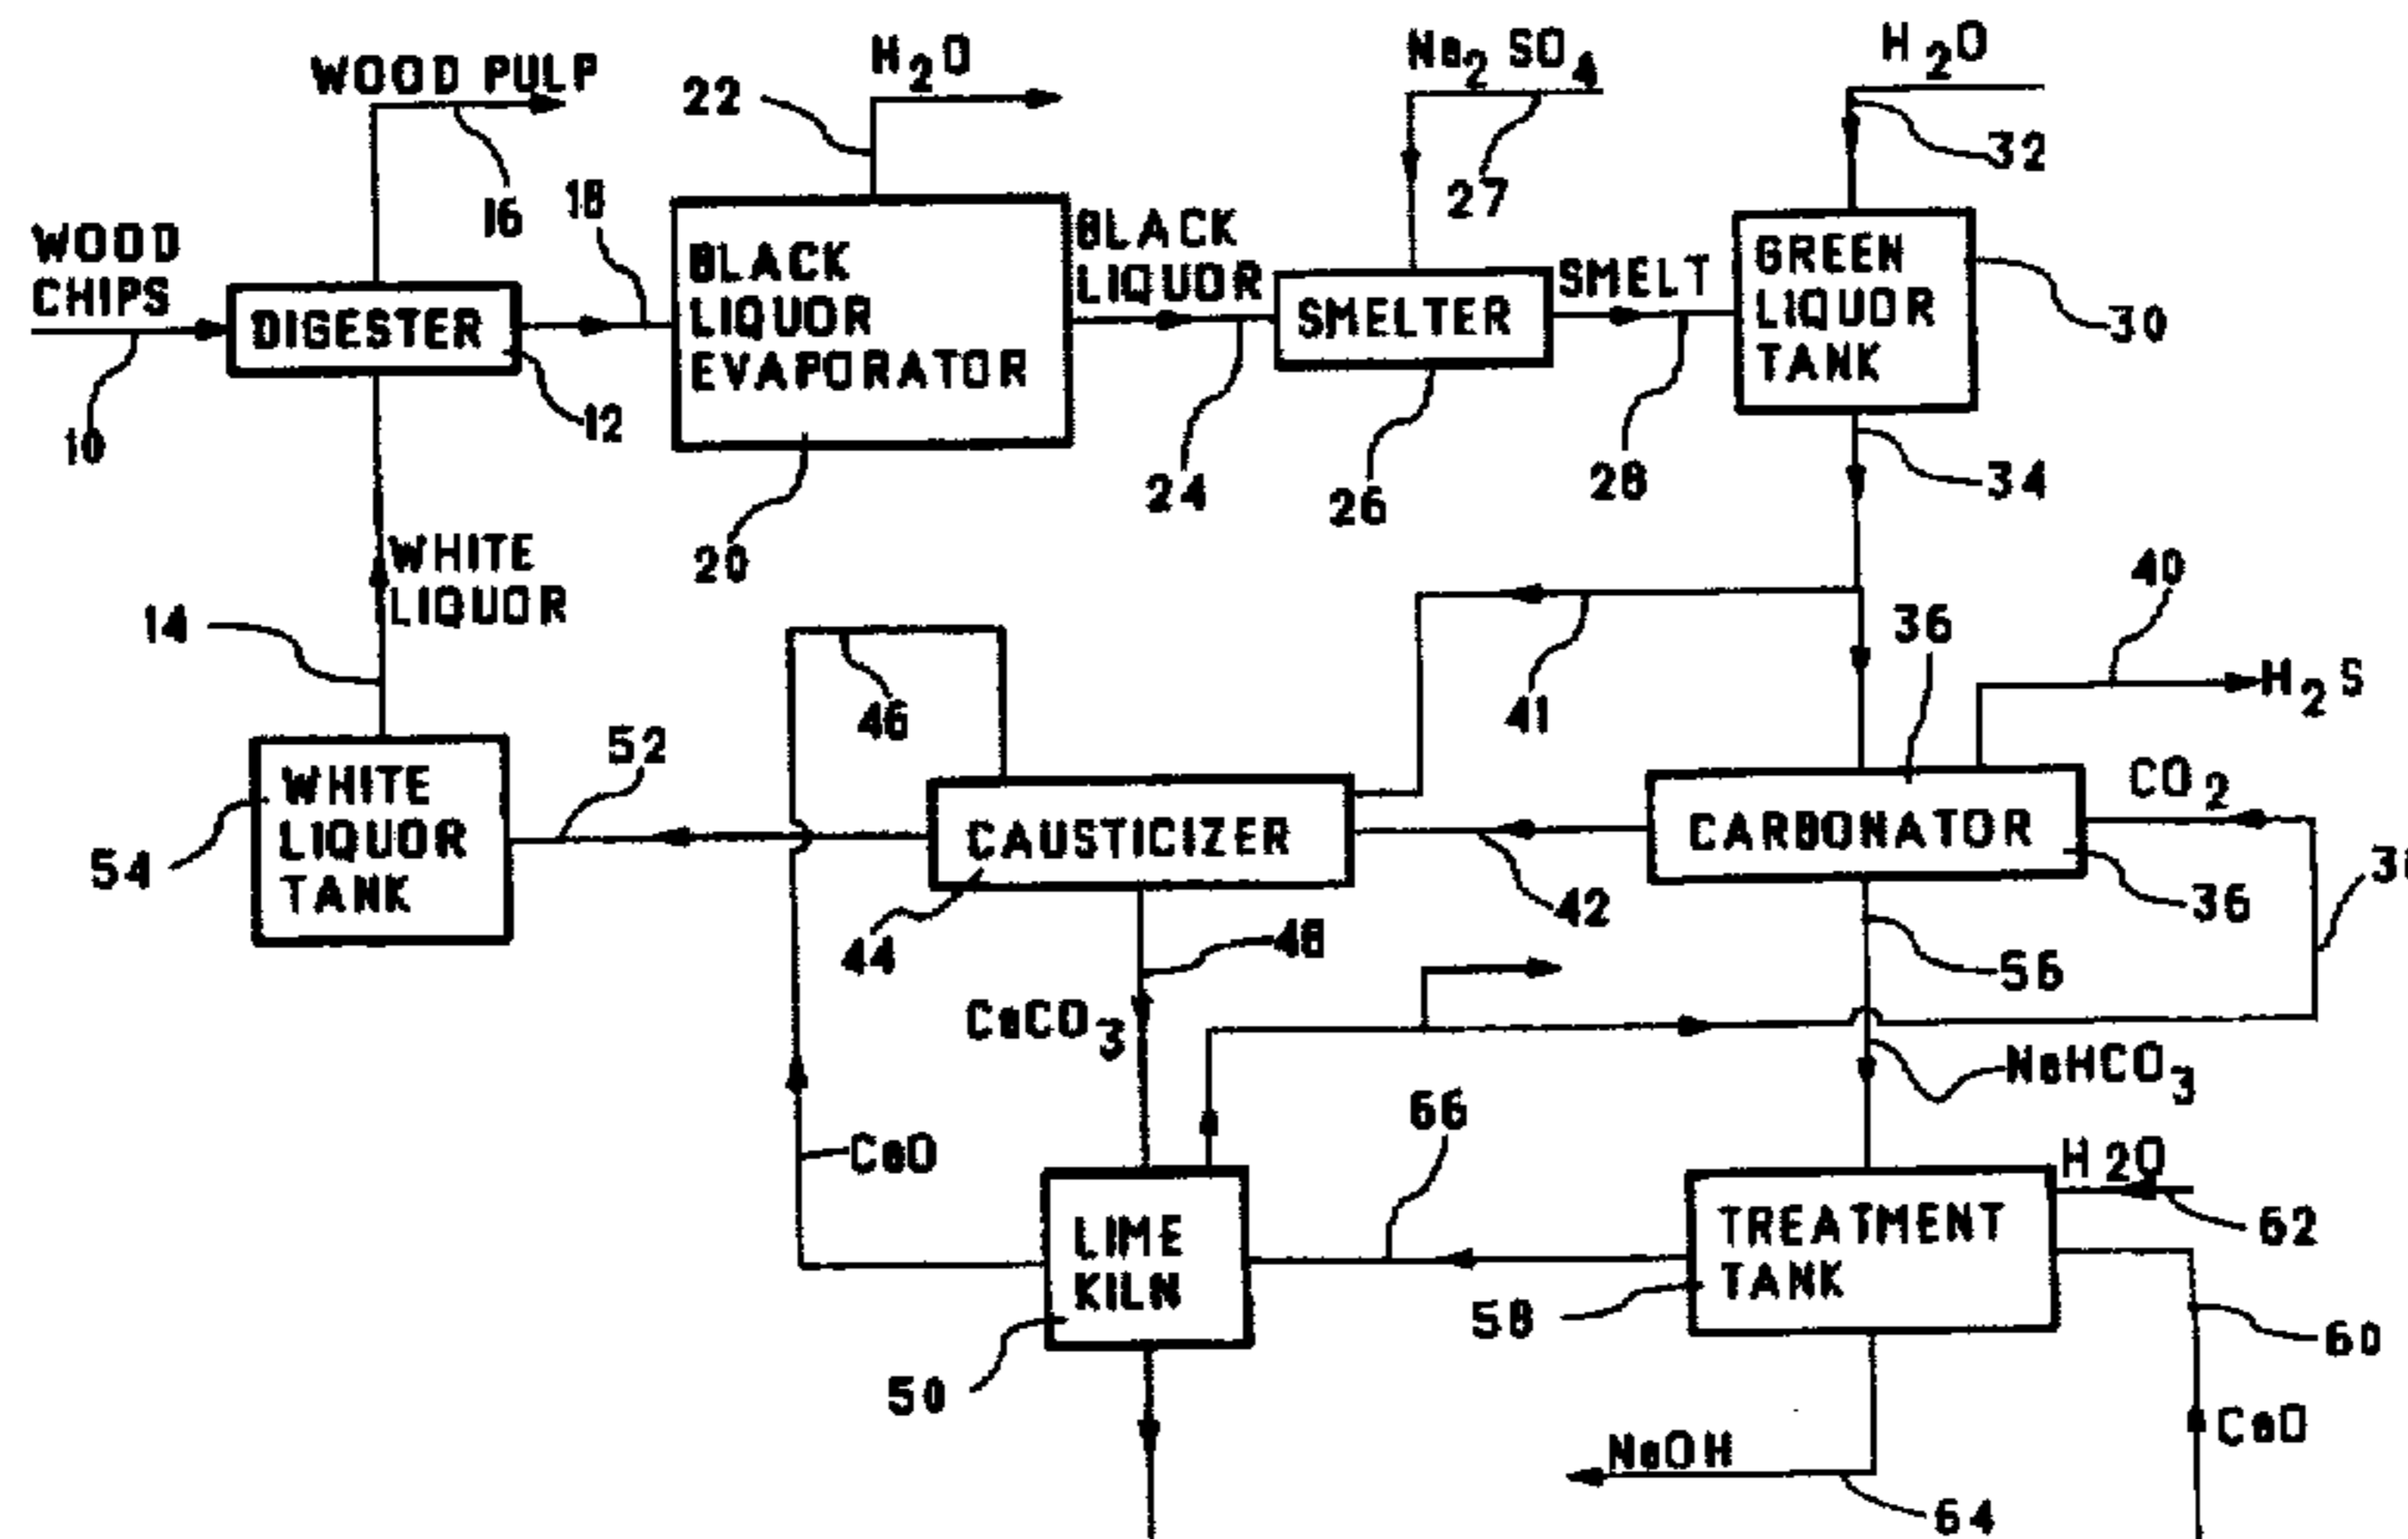 WOOD PULP
H2O
Na2SO4
H2O
22
32
16
18
27
WOOD
CHIPS
BLACK
LIQUOR
SMELT
GREEN
LIQUOR
TANK
BLACK
LIQUOR
EVAPORATOR
DIGESTER
SMELTER
30
10
12
24
26
28
34
20
WHITE
LIQUOR
14
40
36
46
41
H2S
52
WHITE
LIQUOR
TANK
54
CAUSTICIZER
CARBONATOR
CO2
44
48
42
36
56
CaCO3
NaHCO3
CaO
66
H2O
62
LIME
KILN
TREATMENT
TANK
50
58
60
CaO
NaOH
64